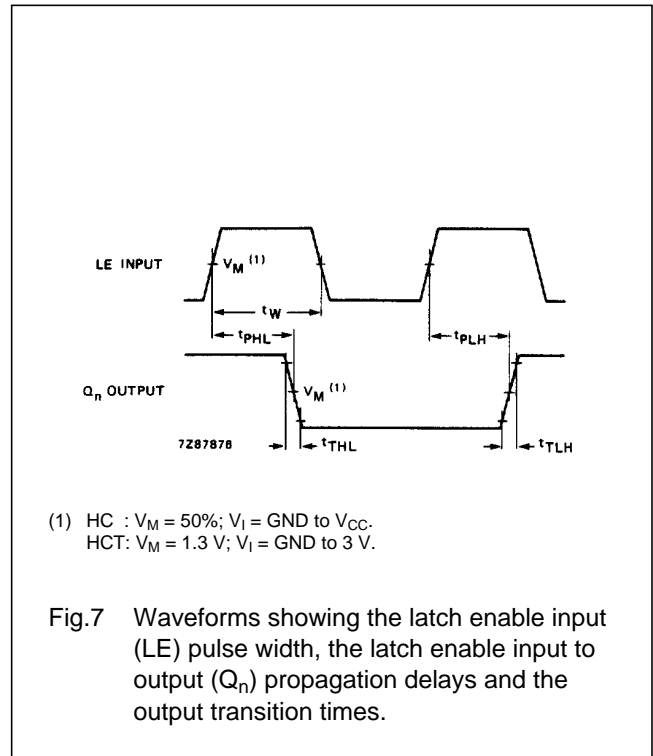 LE INPUT
V_M (1)
t_W
t_PHL
t_PLH
Q_n OUTPUT
V_M (1)
7Z87876
t_THL
t_TLH
(1) HC : V_M = 50%; V_I = GND to V_CC.
HCT: V_M = 1.3 V; V_I = GND to 3 V.
Fig.7 Waveforms showing the latch enable input
(LE) pulse width, the latch enable input to
output (Q_n) propagation delays and the
output transition times.